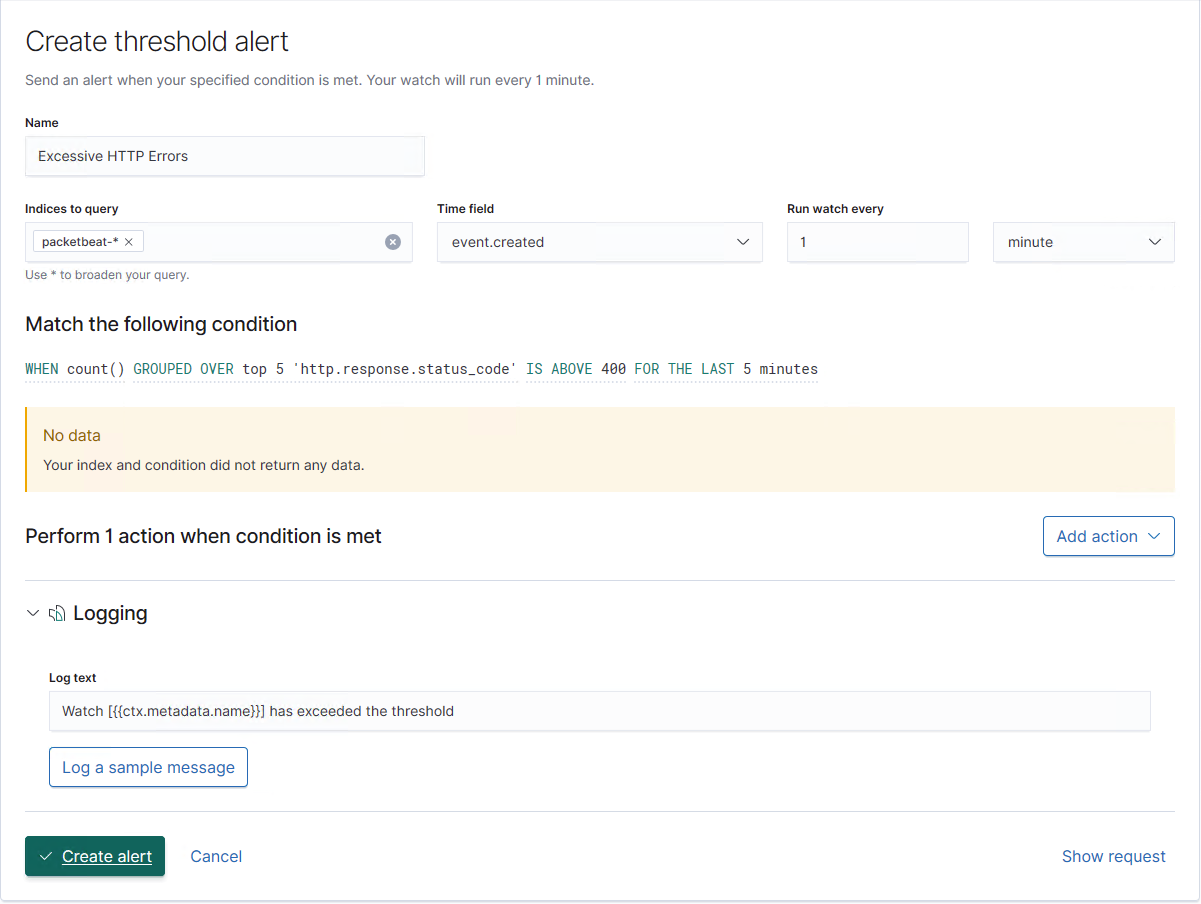 Create threshold alert
Send an alert when your specified condition is met. Your watch will run every 1 minute.
Name
Excessive HTTP Errors
Indices to query
Time field
Run watch every
packetbeat-*
event.created
1
minute
Use * to broaden your query.
Match the following condition
WHEN count() GROUPED OVER top 5 'http.response.status_code' IS ABOVE 400 FOR THE LAST 5 minutes
No data
Your index and condition did not return any data.
Perform 1 action when condition is met
Add action
Logging
Log text
Watch [{{ctx.metadata.name}}] has exceeded the threshold
Log a sample message
Create alert
Cancel
Show request